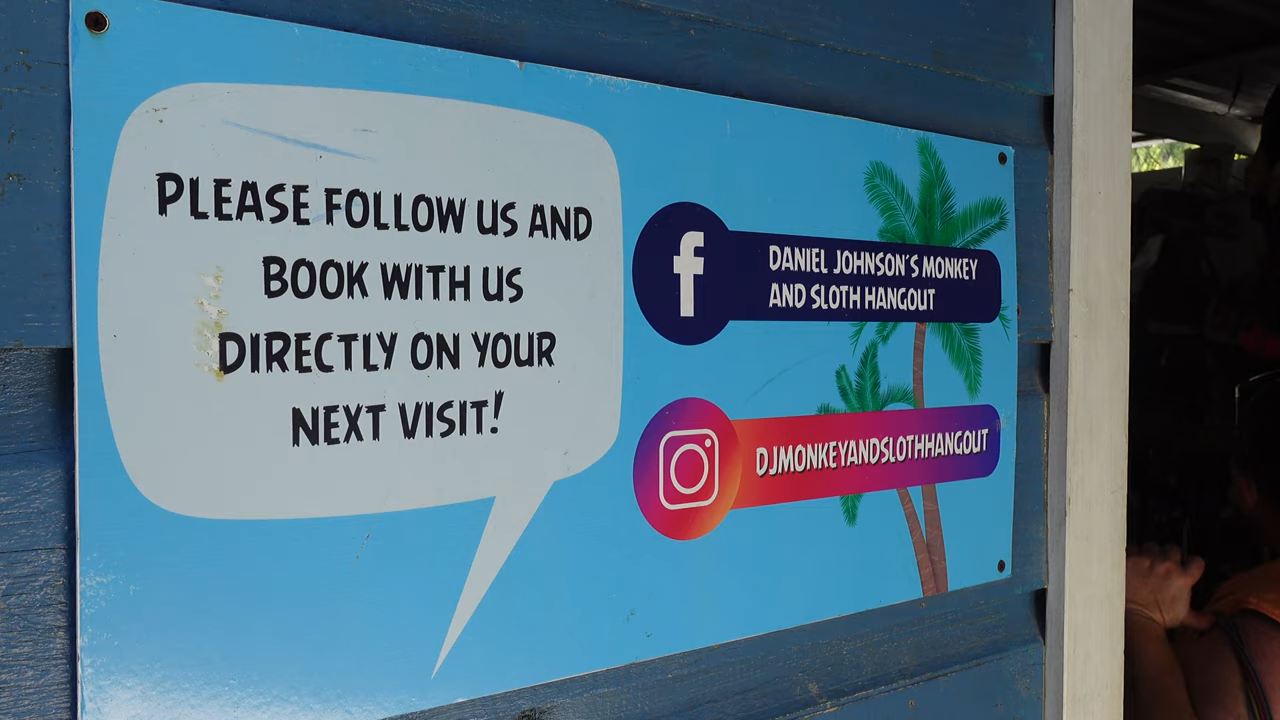 PLEASE FOLLOW US AND
BOOK WITH US
DIRECTLY ON YOUR
NEXT VISIT!
f
DANIEL JOHNSON'S MONKEY
AND SLOTH HANGOUT
DJMONKEYANDSLOTHHANGOUT